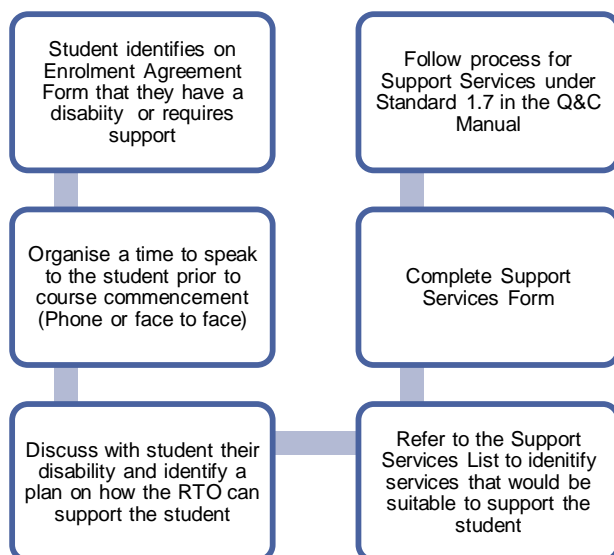 Student identifies on
Enrolment Agreement
Form that they have a
disabiity or requires
support
Organise a time to speak
to the student prior to
course commencement
(Phone or face to face)
Discuss with student their
disability and identify a
plan on how the RTO can
support the student
Refer to the Support
Services List to idenitify
services that would be
suitable to support the
student
Complete Support
Services Form
Follow process for
Support Services under
Standard 1.7 in the Q&C
Manual